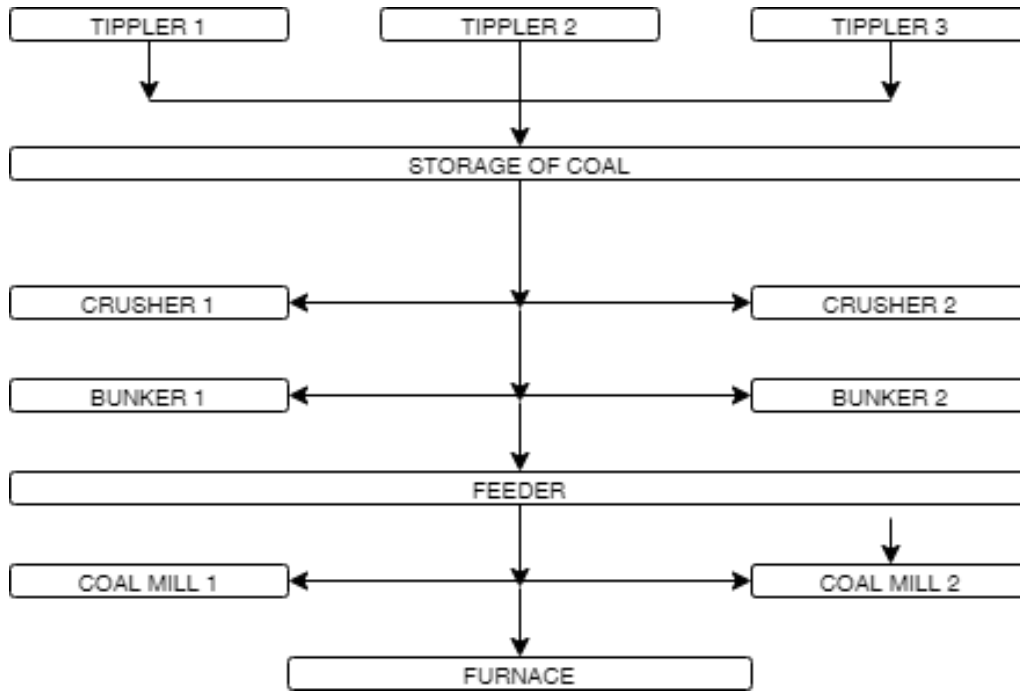 TIPPLER 1
TIPPLER 2
TIPPLER 3
STORAGE OF COAL
CRUSHER 1
CRUSHER 2
BUNKER 1
BUNKER 2
FEEDER
COAL MILL 1
COAL MILL 2
FURNACE